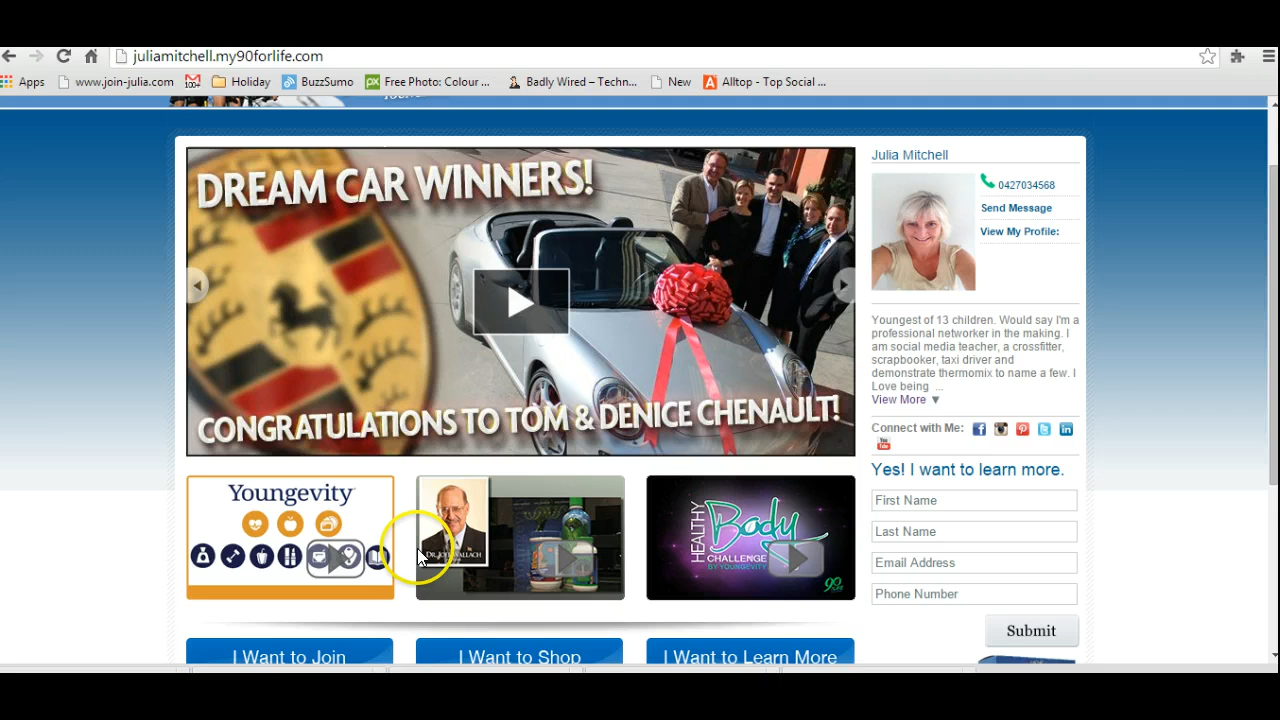 juliamitchell.my90forlife.com
Apps
www.join-julia.com
100+
Holiday
BuzzSumo
px
Free Photo: Colour ...
Badly Wired – Techn...
New
A
Alltop - Top Social ...
DREAM CAR WINNERS!
CONGRATULATIONS TO TOM & DENICE CHENAULT!
Julia Mitchell
0427034568
Send Message
View My Profile:
Youngest of 13 children. Would say I'm a
professional networker in the making. I
am social media teacher, a crossfitter,
scrapbooker, taxi driver and
demonstrate thermomix to name a few. I
Love being ...
View More ▼
Connect with Me:
You
Yes! I want to learn more.
First Name
Last Name
Email Address
Phone Number
Submit
Youngevity
DR. JOEL WALLACH
HEALTHY
Body
CHALLENGE
BY YOUNGEVITY
90
I Want to Join
I Want to Shop
I Want to Learn More